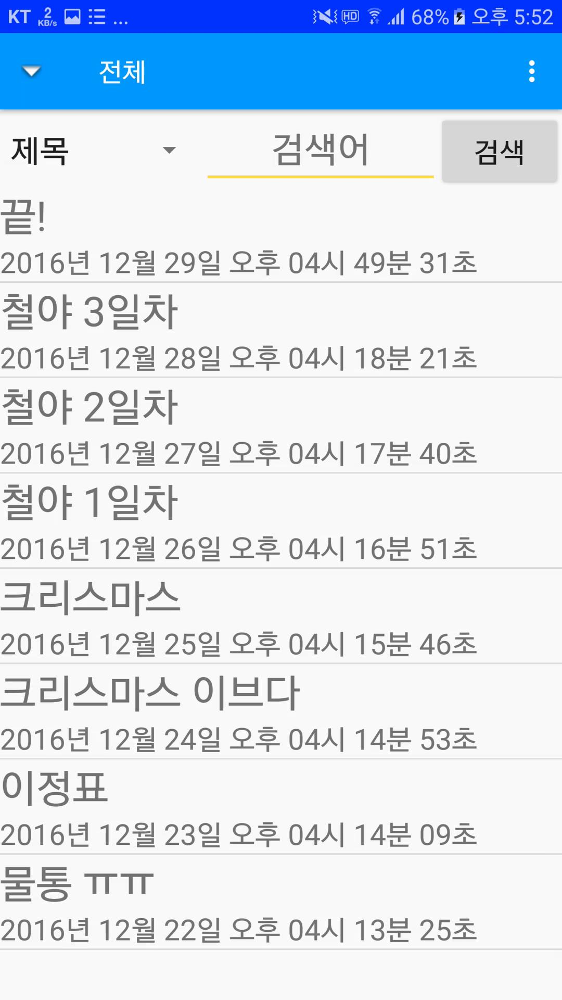 KT 2 KB/s ... HD 68% 오후 5:52
전체
제목 검색어 검색
끝!
2016년 12월 29일 오후 04시 49분 31초
철야 3일차
2016년 12월 28일 오후 04시 18분 21초
철야 2일차
2016년 12월 27일 오후 04시 17분 40초
철야 1일차
2016년 12월 26일 오후 04시 16분 51초
크리스마스
2016년 12월 25일 오후 04시 15분 46초
크리스마스 이브다
2016년 12월 24일 오후 04시 14분 53초
이정표
2016년 12월 23일 오후 04시 14분 09초
물통 ㅠㅠ
2016년 12월 22일 오후 04시 13분 25초